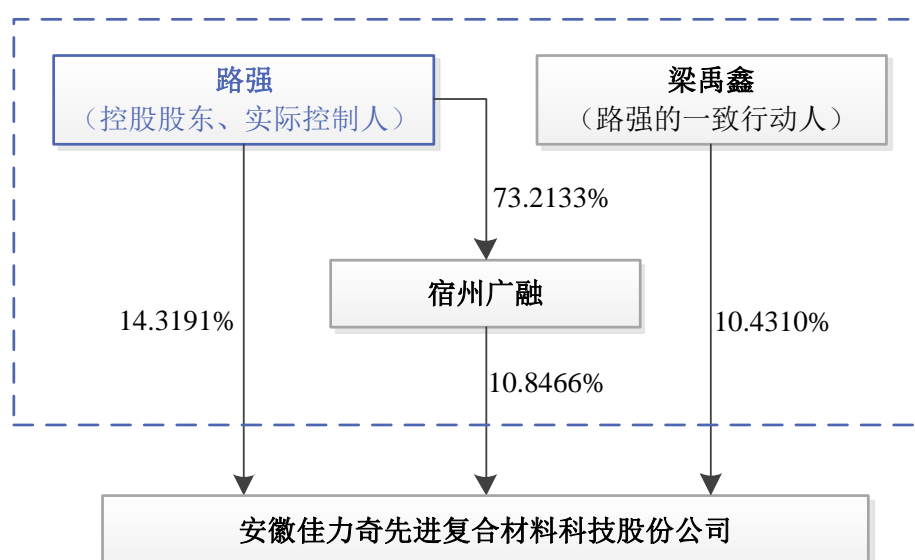 路强
（控股股东、实际控制人）
梁禹鑫
（路强的一致行动人）
73.2133%
宿州广融
14.3191%
10.4310%
10.8466%
安徽佳力奇先进复合材料科技股份公司